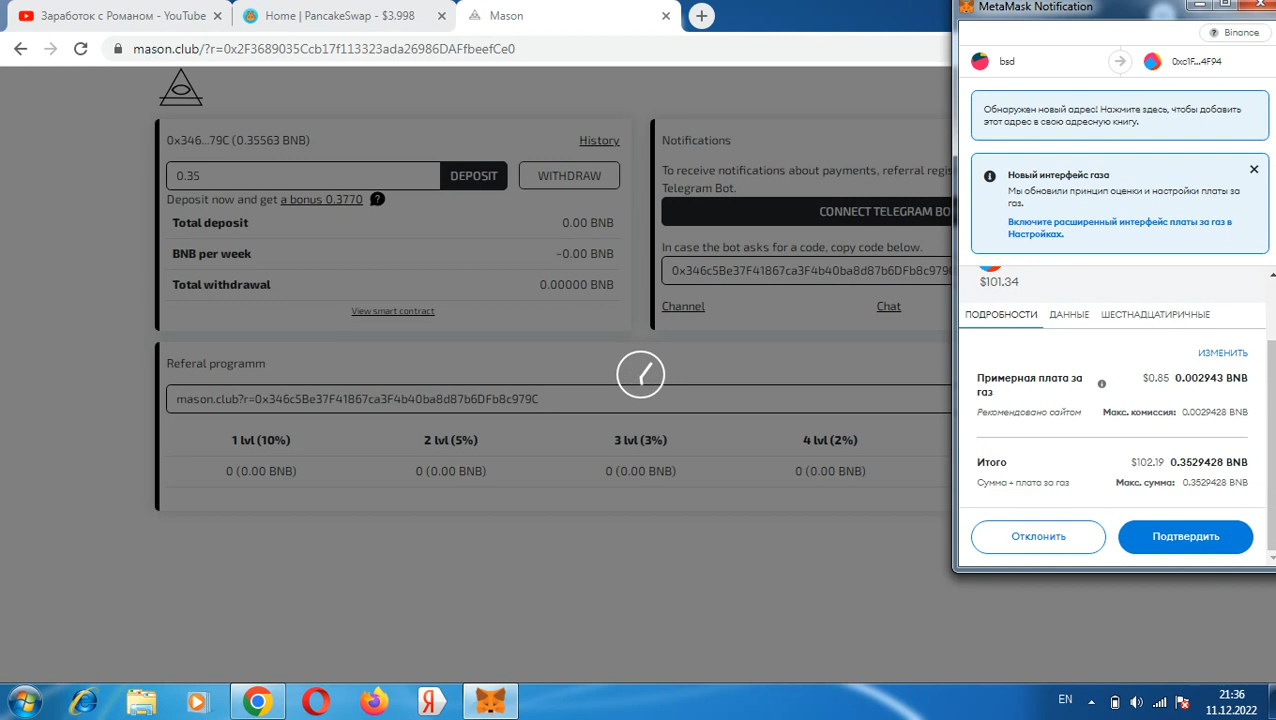 Заработок с Романом - YouTube
Home | PancakeSwap - $3.998
Mason
mason.club/?r=0x2F3689035Ccb17f113323ada26986DAFfbeefCe0
0x346...79C (0.35563 BNB)
History
0.35
DEPOSIT
WITHDRAW
Deposit now and get a bonus 0.3770 ?
Total deposit 0.00 BNB
BNB per week ~0.00 BNB
Total withdrawal 0.00000 BNB
View smart contract
Notifications
To receive notifications about payments, referral regis
Telegram Bot.
CONNECT TELEGRAM BO
In case the bot asks for a code, copy code below.
0x346c5Be37F41867ca3F4b40ba8d87b6DFb8c979C
Channel
Chat
Referal programm
mason.club?r=0x346c5Be37F41867ca3F4b40ba8d87b6DFb8c979C
1 lvl (10%) 2 lvl (5%) 3 lvl (3%) 4 lvl (2%)
0 (0.00 BNB) 0 (0.00 BNB) 0 (0.00 BNB) 0 (0.00 BNB)
MetaMask Notification
? Binance
bsd
0xc1F...4F94
Обнаружен новый адрес! Нажмите здесь, чтобы добавить
этот адрес в свою адресную книгу.
Новый интерфейс газа
Мы обновили принцип оценки и настройки платы за
газ.
Включите расширенный интерфейс платы за газ в
Настройках.
$101.34
ПОДРОБНОСТИ ДАННЫЕ ШЕСТНАДЦАТИРИЧНЫЕ
ИЗМЕНИТЬ
Примерная плата за $0.85 0.002943 BNB
газ
Рекомендовано сайтом Макс. комиссия: 0.0029428 BNB
Итого $102.19 0.3529428 BNB
Сумма + плата за газ Макс. сумма: 0.3529428 BNB
Отклонить
Подтвердить
EN
21:36
11.12.2022